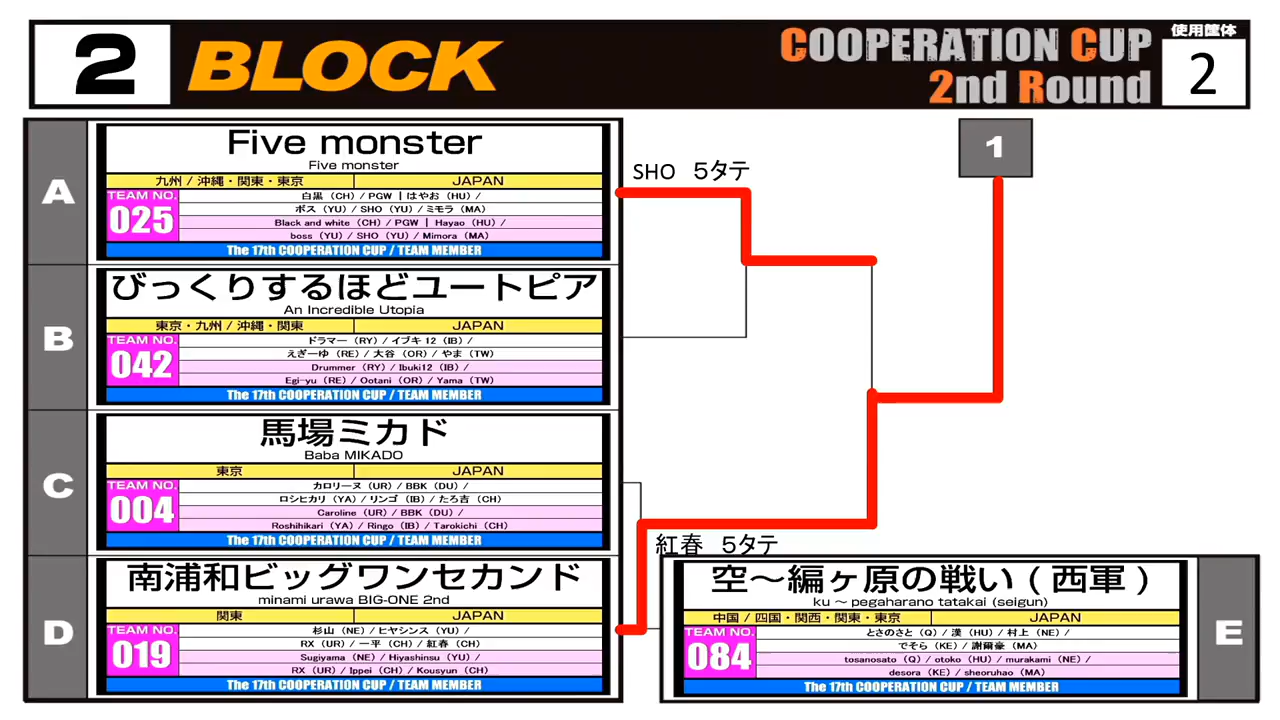 2 BLOCK
COOPERATION CUP
2nd Round
使用筐体
2
A
Five monster
Five monster
九州 / 沖縄・関東・東京 JAPAN
TEAM NO.
025
白黒（CH）/ PGW | はやお（HU）/
ボス（YU）/ SHO（YU）/ ミモラ（MA）
Black and white（CH）/ PGW | Hayao（HU）/
boss（YU）/ SHO（YU）/ Mimora（MA）
The 17th COOPERATION CUP / TEAM MEMBER
SHO ５タテ
1
B
びっくりするほどユートピア
An Incredible Utopia
東京・九州 / 沖縄・関東 JAPAN
TEAM NO.
042
ドラマー（RY）/ イブキ 12（IB）/
えぎーゆ（RE）/ 大谷（OR）/ やま（TW）
Drummer（RY）/ Ibuki12（IB）/
Egi-yu（RE）/ Ootani（OR）/ Yama（TW）
The 17th COOPERATION CUP / TEAM MEMBER
C
馬場ミカド
Baba MIKADO
東京 JAPAN
TEAM NO.
004
カロリーヌ（UR）/ BBK（DU）/
ロシヒカリ（YA）/ リンゴ（IB）/ たろ吉（CH）
Caroline（UR）/ BBK（DU）/
Roshihikari（YA）/ Ringo（IB）/ Tarokichi（CH）
The 17th COOPERATION CUP / TEAM MEMBER
紅春 ５タテ
D
南浦和ビッグワンセカンド
minami urawa BIG-ONE 2nd
関東 JAPAN
TEAM NO.
019
杉山（NE）/ ヒヤシンス（YU）/
RX（UR）/ 一平（CH）/ 紅春（CH）
Sugiyama（NE）/ Hiyashinsu（YU）/
RX（UR）/ Ippei（CH）/ Kousyun（CH）
The 17th COOPERATION CUP / TEAM MEMBER
空～編ヶ原の戦い ( 西軍 )
ku ～ pegaharano tatakai (seigun)
中国 / 四国・関西・関東・東京 JAPAN
TEAM NO.
084
とさのさと（Q）/ 漢（HU）/ 村上（NE）/
でそら（KE）/ 謝爾豪（MA）
tosanosato（Q）/ otoko（HU）/ murakami（NE）/
desora（KE）/ sheoruhao（MA）
The 17th COOPERATION CUP / TEAM MEMBER
E